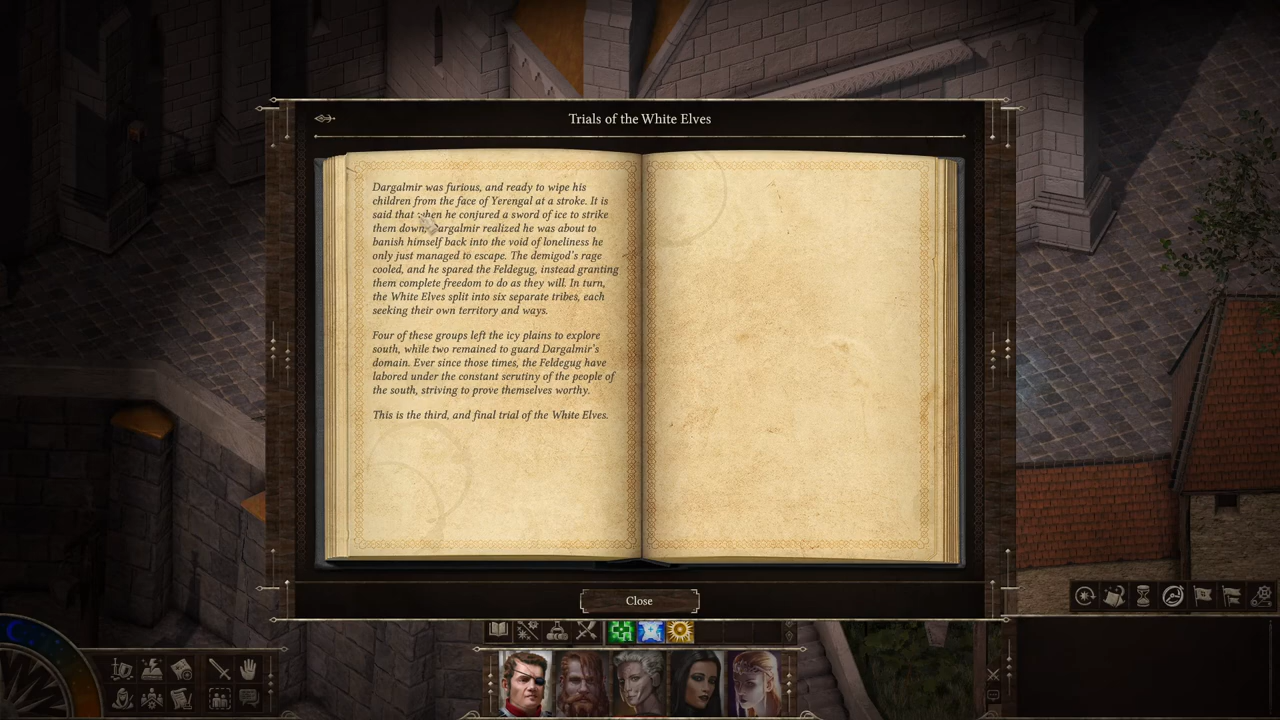 Trials of the White Elves
Dargalmir was furious, and ready to wipe his
children from the face of Yerengal at a stroke. It is
said that when he conjured a sword of ice to strike
them down, Dargalmir realized he was about to
banish himself back into the void of loneliness he
only just managed to escape. The demigod's rage
cooled, and he spared the Feldegug, instead granting
them complete freedom to do as they will. In turn,
the White Elves split into six separate tribes, each
seeking their own territory and ways.
Four of these groups left the icy plains to explore
south, while two remained to guard Dargalmir's
domain. Ever since those times, the Feldegug have
labored under the constant scrutiny of the people of
the south, striving to prove themselves worthy.
This is the third, and final trial of the White Elves.
Close